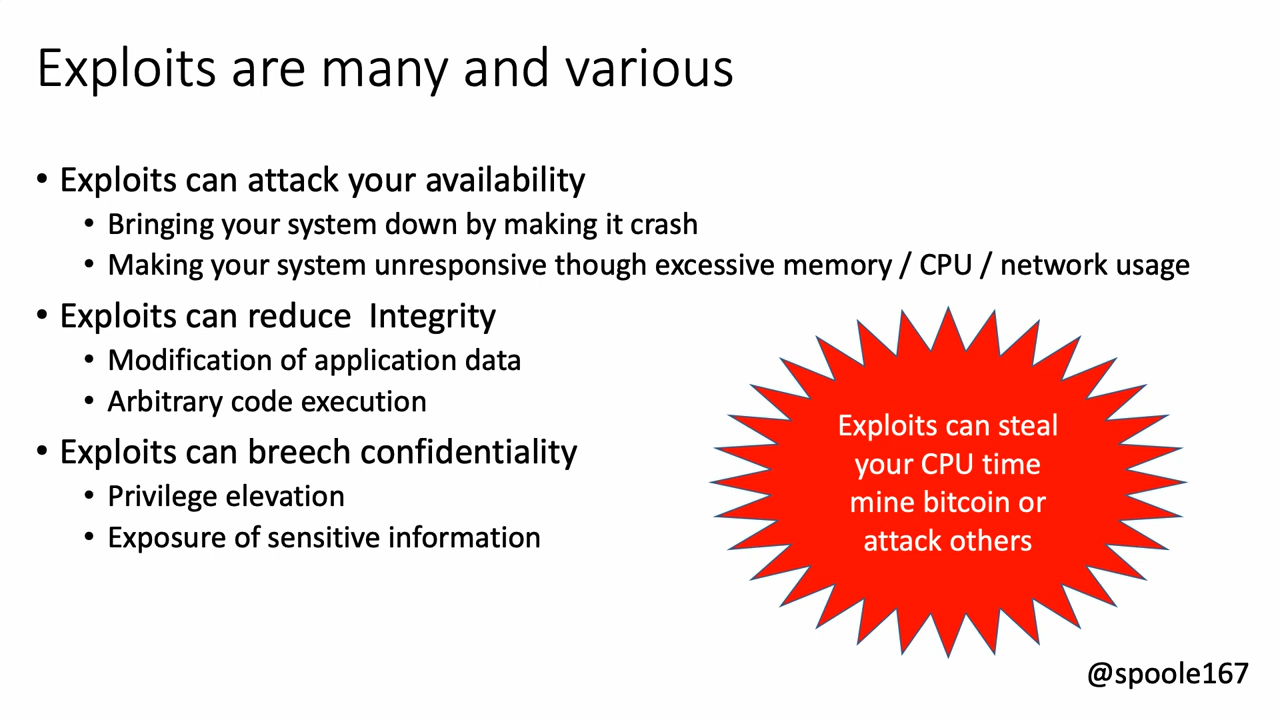 Exploits are many and various
• Exploits can attack your availability
• Bringing your system down by making it crash
• Making your system unresponsive though excessive memory / CPU / network usage
• Exploits can reduce  Integrity
• Modification of application data
• Arbitrary code execution
• Exploits can breech confidentiality
• Privilege elevation
• Exposure of sensitive information
Exploits can steal
your CPU time
mine bitcoin or
attack others
@spoole167